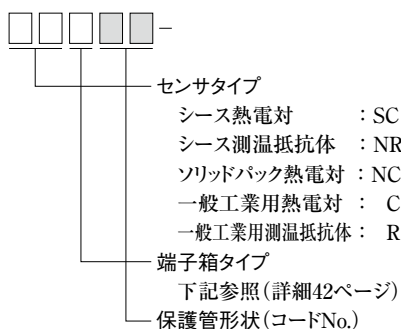 □□□□□−
センサタイプ
シース熱電対　　：SC
シース測温抵抗体　：NR
ソリッドパック熱電対：NC
一般工業用熱電対　：　C
一般工業用測温抵抗体：　R
端子箱タイプ
下記参照（詳細42ページ）
保護管形状（コードNo.）